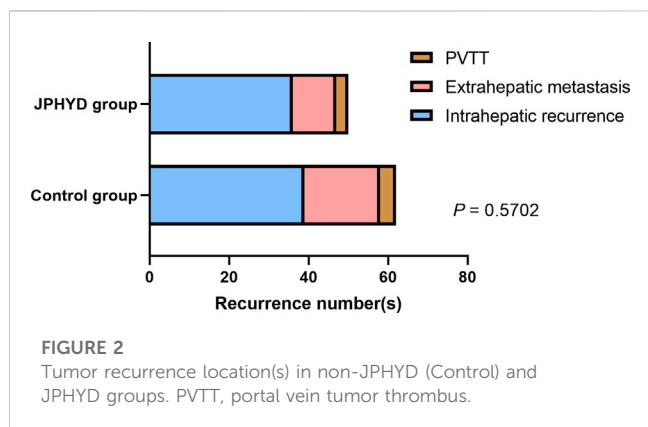 PVTT
Extrahepatic metastasis
Intrahepatic recurrence
JPHYD group
Control group
P = 0.5702
0 20 40 60 80
Recurrence number(s)
FIGURE 2
Tumor recurrence location(s) in non-JPHYD (Control) and
JPHYD groups. PVTT, portal vein tumor thrombus.